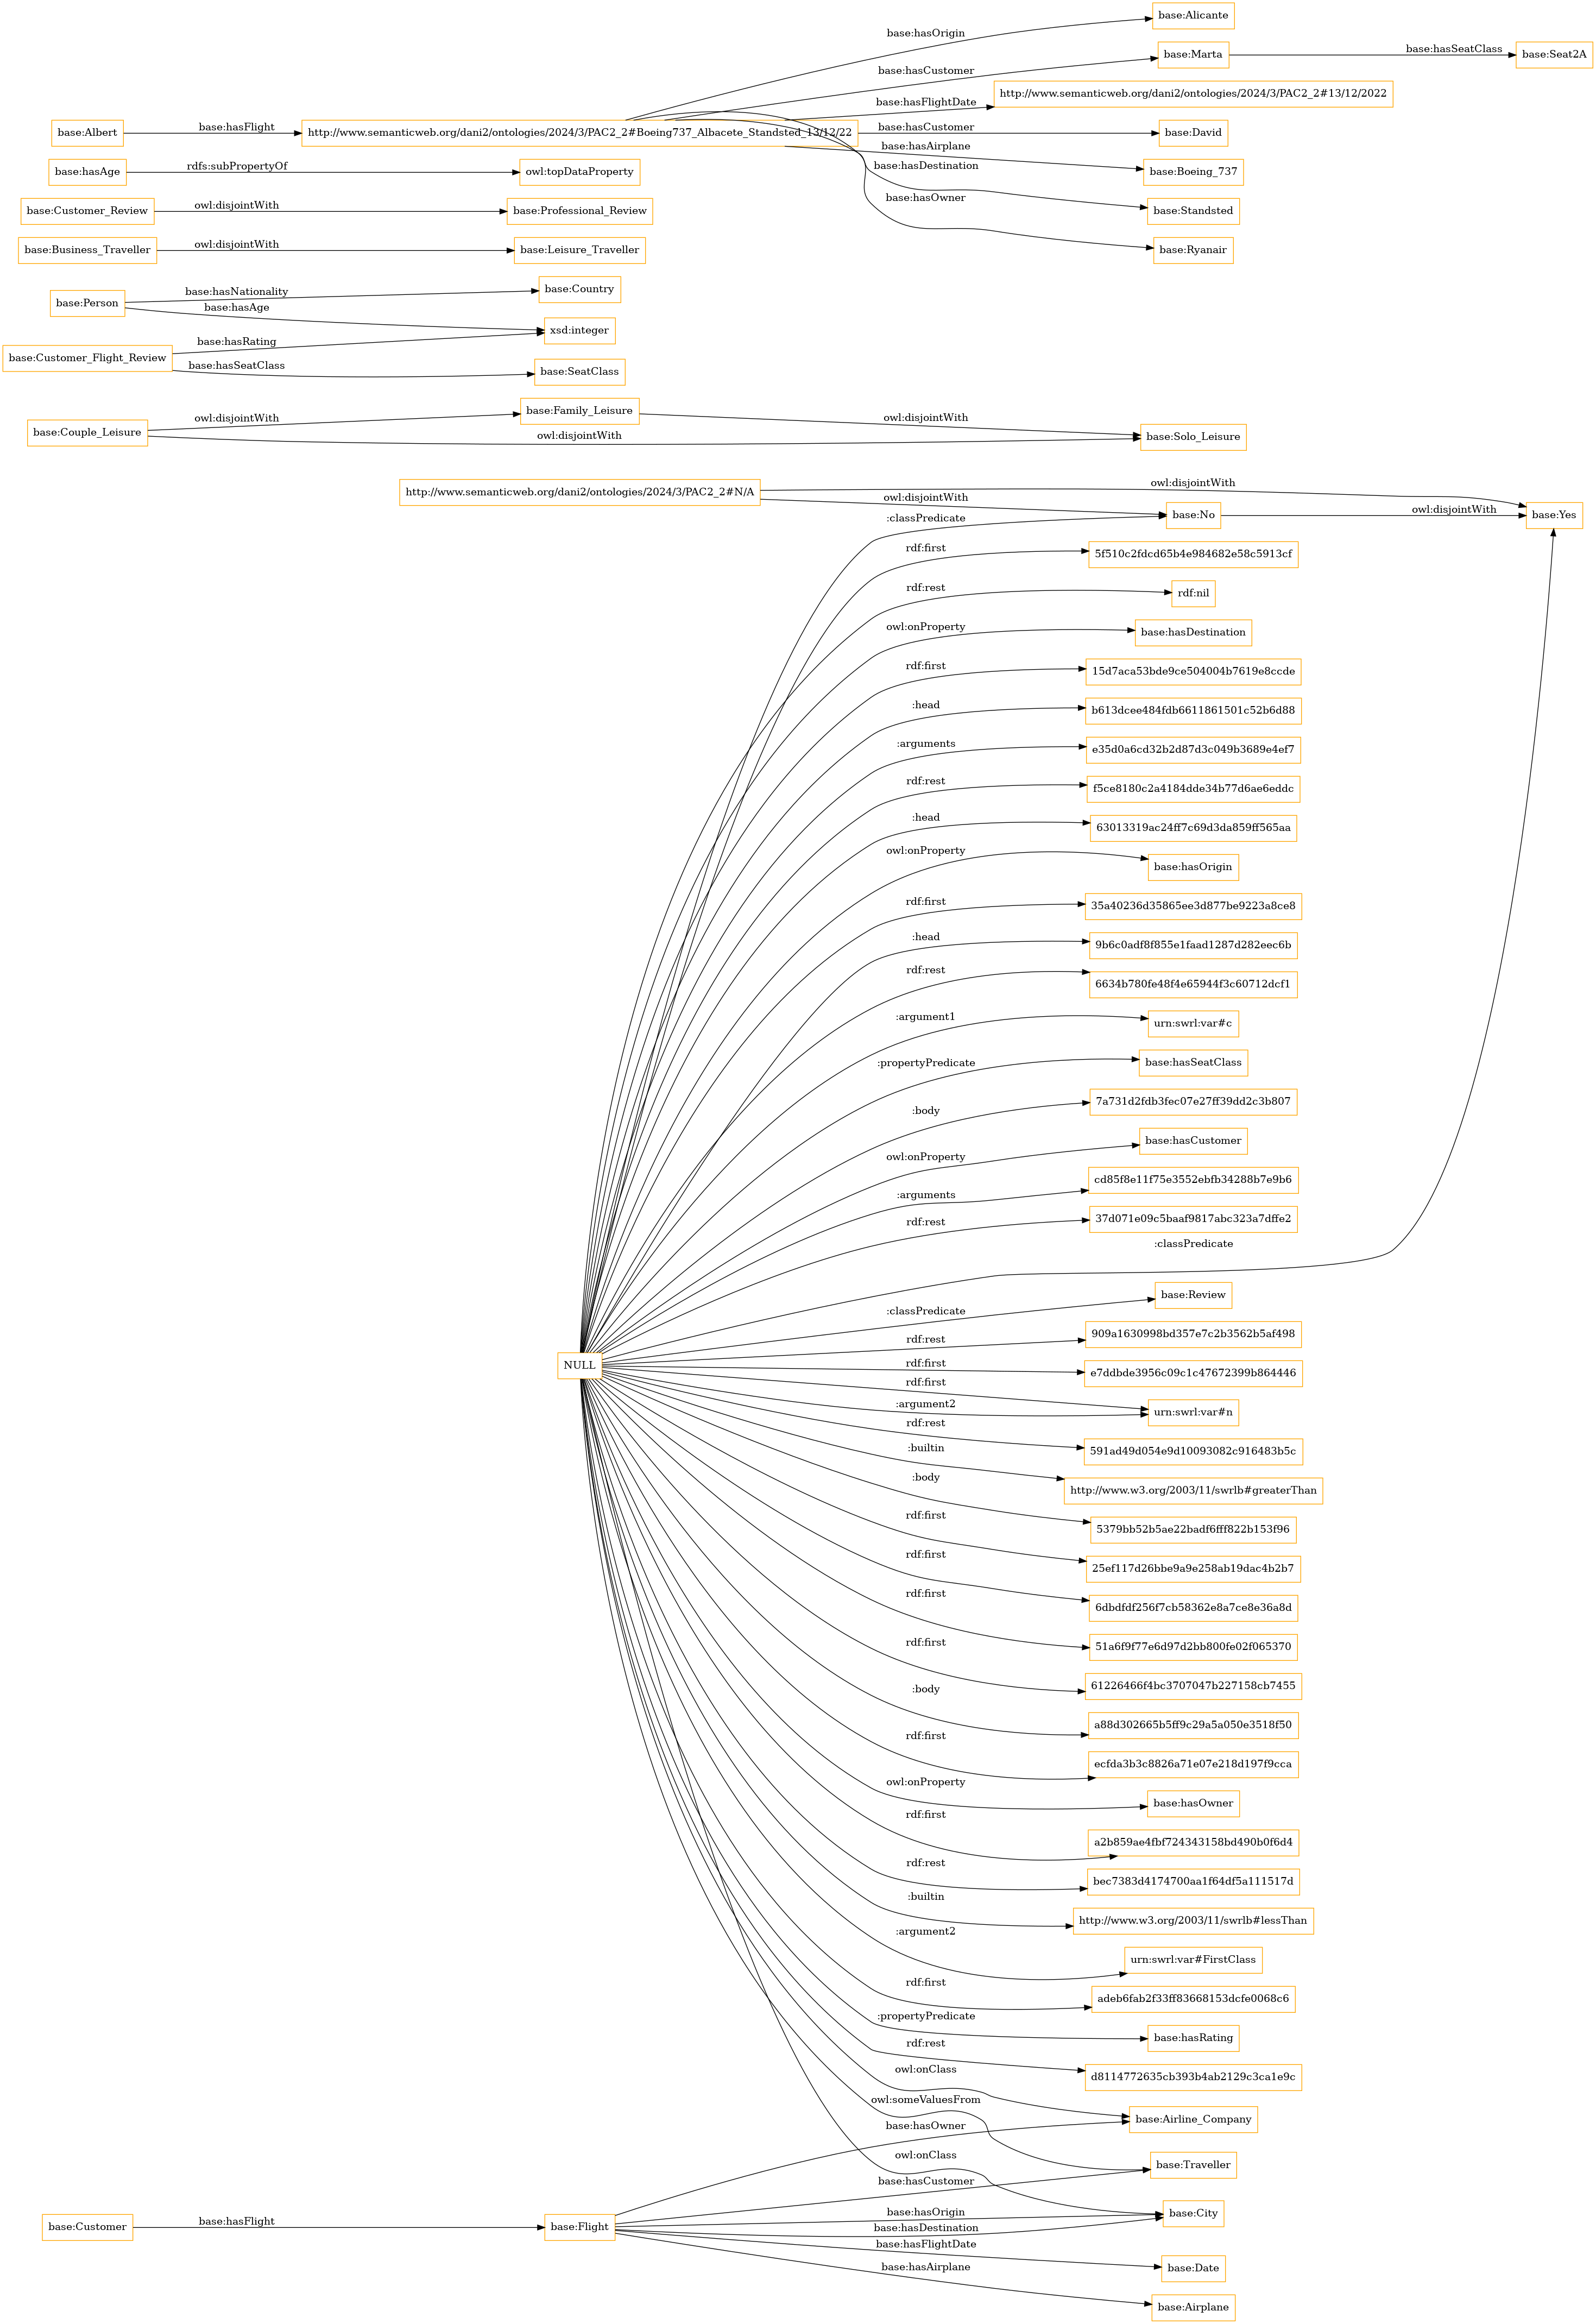 base:Alicante
base:hasOrigin
base:Marta
base:hasSeatClass
base:Seat2A
base:hasCustomer
http://www.semanticweb.org/dani2/ontologies/2024/3/PAC2_2#13/12/2022
base:hasFlightDate
base:Albert
base:hasFlight
http://www.semanticweb.org/dani2/ontologies/2024/3/PAC2_2#Boeing737_Albacete_Standsted_13/12/22
base:hasCustomer
base:David
base:hasAirplane
base:hasAge
rdfs:subPropertyOf
owl:topDataProperty
base:hasDestination
base:Boeing_737
base:Customer_Review
owl:disjointWith
base:Professional_Review
base:hasOwner
base:Standsted
base:Business_Traveller
owl:disjointWith
base:Leisure_Traveller
base:Ryanair
base:Person
base:hasNationality
base:Country
base:hasAge
xsd:integer
base:Customer_Flight_Review
base:hasRating
base:hasSeatClass
base:SeatClass
base:Couple_Leisure
owl:disjointWith
base:Family_Leisure
owl:disjointWith
owl:disjointWith
base:Solo_Leisure
http://www.semanticweb.org/dani2/ontologies/2024/3/PAC2_2#N/A
owl:disjointWith
owl:disjointWith
:classPredicate
base:No
owl:disjointWith
base:Yes
rdf:first
5f510c2fdcd65b4e984682e58c5913cf
rdf:rest
rdf:nil
owl:onProperty
base:hasDestination
rdf:first
15d7aca53bde9ce504004b7619e8ccde
:head
b613dcee484fdb6611861501c52b6d88
:arguments
e35d0a6cd32b2d87d3c049b3689e4ef7
rdf:rest
f5ce8180c2a4184dde34b77d6ae6eddc
:head
63013319ac24ff7c69d3da859ff565aa
owl:onProperty
base:hasOrigin
rdf:first
35a40236d35865ee3d877be9223a8ce8
:head
9b6c0adf8f855e1faad1287d282eec6b
rdf:rest
6634b780fe48f4e65944f3c60712dcf1
:argument1
urn:swrl:var#c
:propertyPredicate
base:hasSeatClass
:body
7a731d2fdb3fec07e27ff39dd2c3b807
owl:onProperty
base:hasCustomer
:arguments
cd85f8e11f75e3552ebfb34288b7e9b6
rdf:rest
37d071e09c5baaf9817abc323a7dffe2
:classPredicate
:classPredicate
base:Review
NULL
rdf:rest
909a1630998bd357e7c2b3562b5af498
rdf:first
e7ddbde3956c09c1c47672399b864446
rdf:first
:argument2
urn:swrl:var#n
rdf:rest
591ad49d054e9d10093082c916483b5c
:builtin
http://www.w3.org/2003/11/swrlb#greaterThan
:body
5379bb52b5ae22badf6fff822b153f96
rdf:first
25ef117d26bbe9a9e258ab19dac4b2b7
rdf:first
6dbdfdf256f7cb58362e8a7ce8e36a8d
rdf:first
51a6f9f77e6d97d2bb800fe02f065370
rdf:first
61226466f4bc3707047b227158cb7455
:body
a88d302665b5ff9c29a5a050e3518f50
rdf:first
ecfda3b3c8826a71e07e218d197f9cca
owl:onProperty
base:hasOwner
rdf:first
a2b859ae4fbf724343158bd490b0f6d4
rdf:rest
bec7383d4174700aa1f64df5a111517d
:builtin
http://www.w3.org/2003/11/swrlb#lessThan
:argument2
urn:swrl:var#FirstClass
rdf:first
adeb6fab2f33ff83668153dcfe0068c6
:propertyPredicate
base:hasRating
rdf:rest
d8114772635cb393b4ab2129c3ca1e9c
owl:onClass
owl:someValuesFrom
base:Airline_Company
base:hasOwner
owl:onClass
base:Traveller
base:hasCustomer
base:Customer
base:hasFlight
base:Flight
base:hasOrigin
base:City
base:hasDestination
base:hasFlightDate
base:Date
base:hasAirplane
base:Airplane